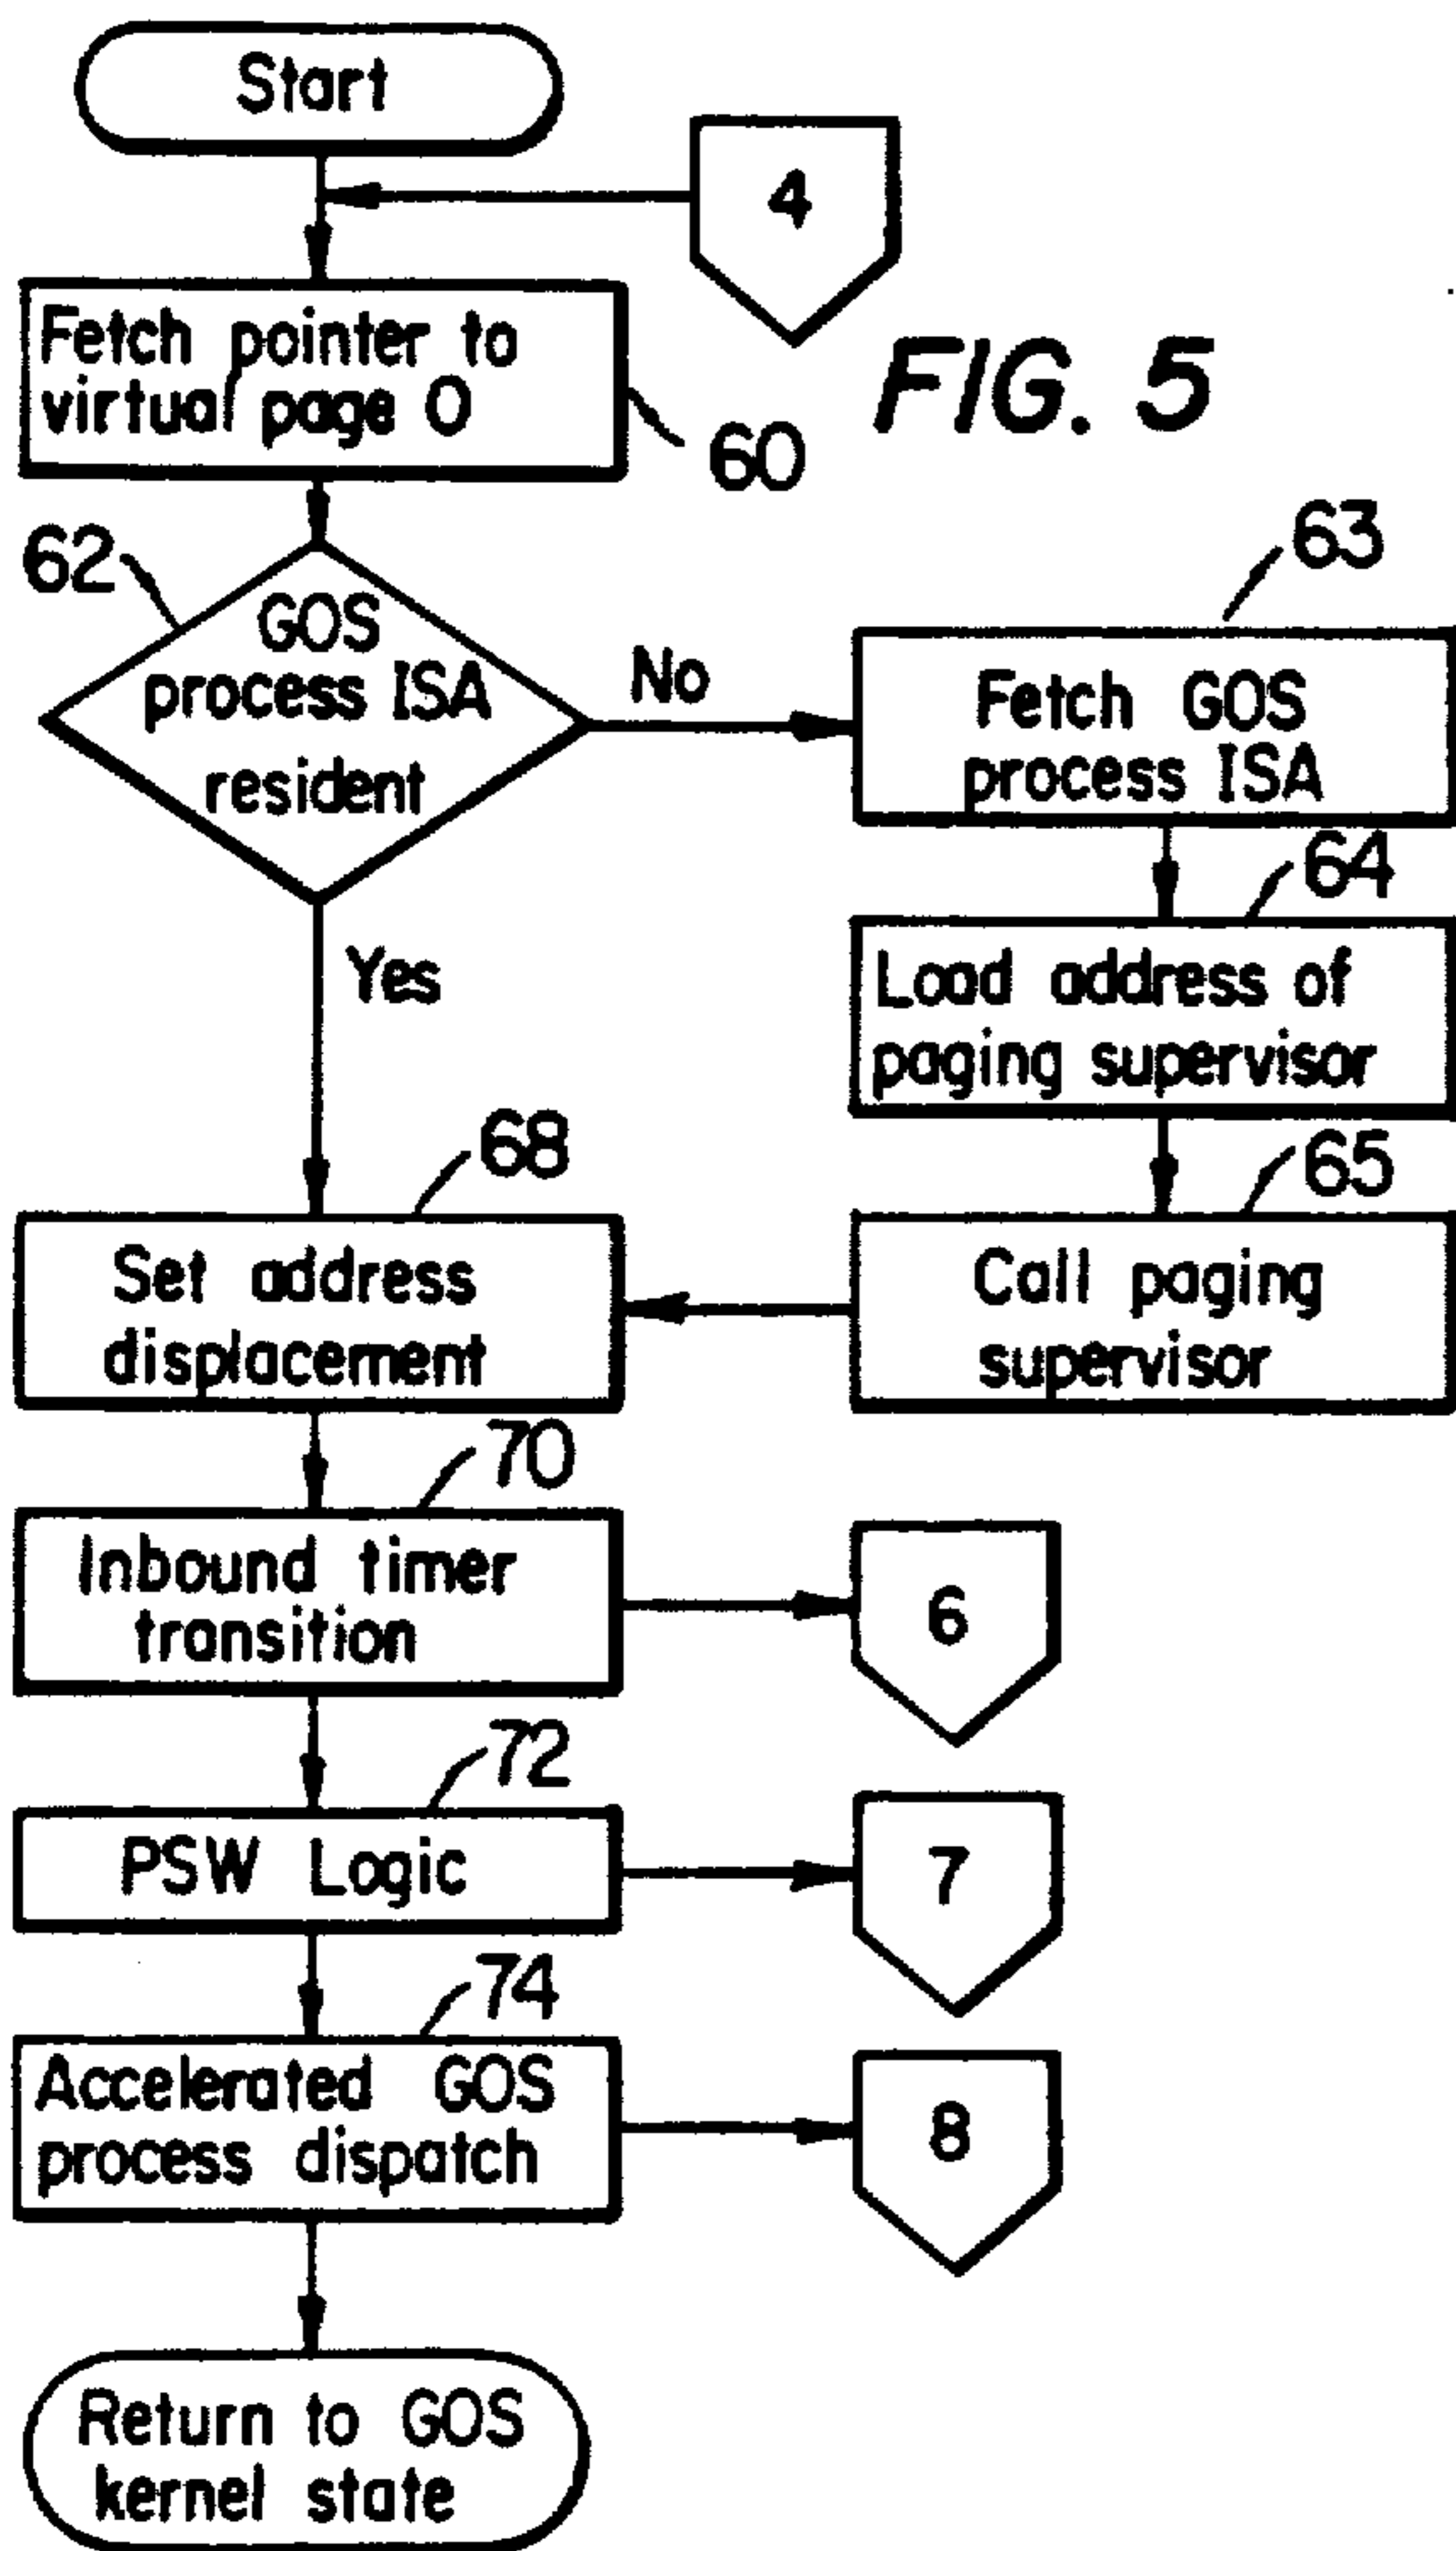 Start
4
Fetch pointer to
virtual page 0
60
FIG. 5
62
GOS
process ISA
resident
No
63
Fetch GOS
process ISA
64
Load address of
paging supervisor
Yes
65
Call paging
supervisor
68
Set address
displacement
70
Inbound timer
transition
6
72
PSW Logic
7
74
Accelerated GOS
process dispatch
8
Return to GOS
kernel state